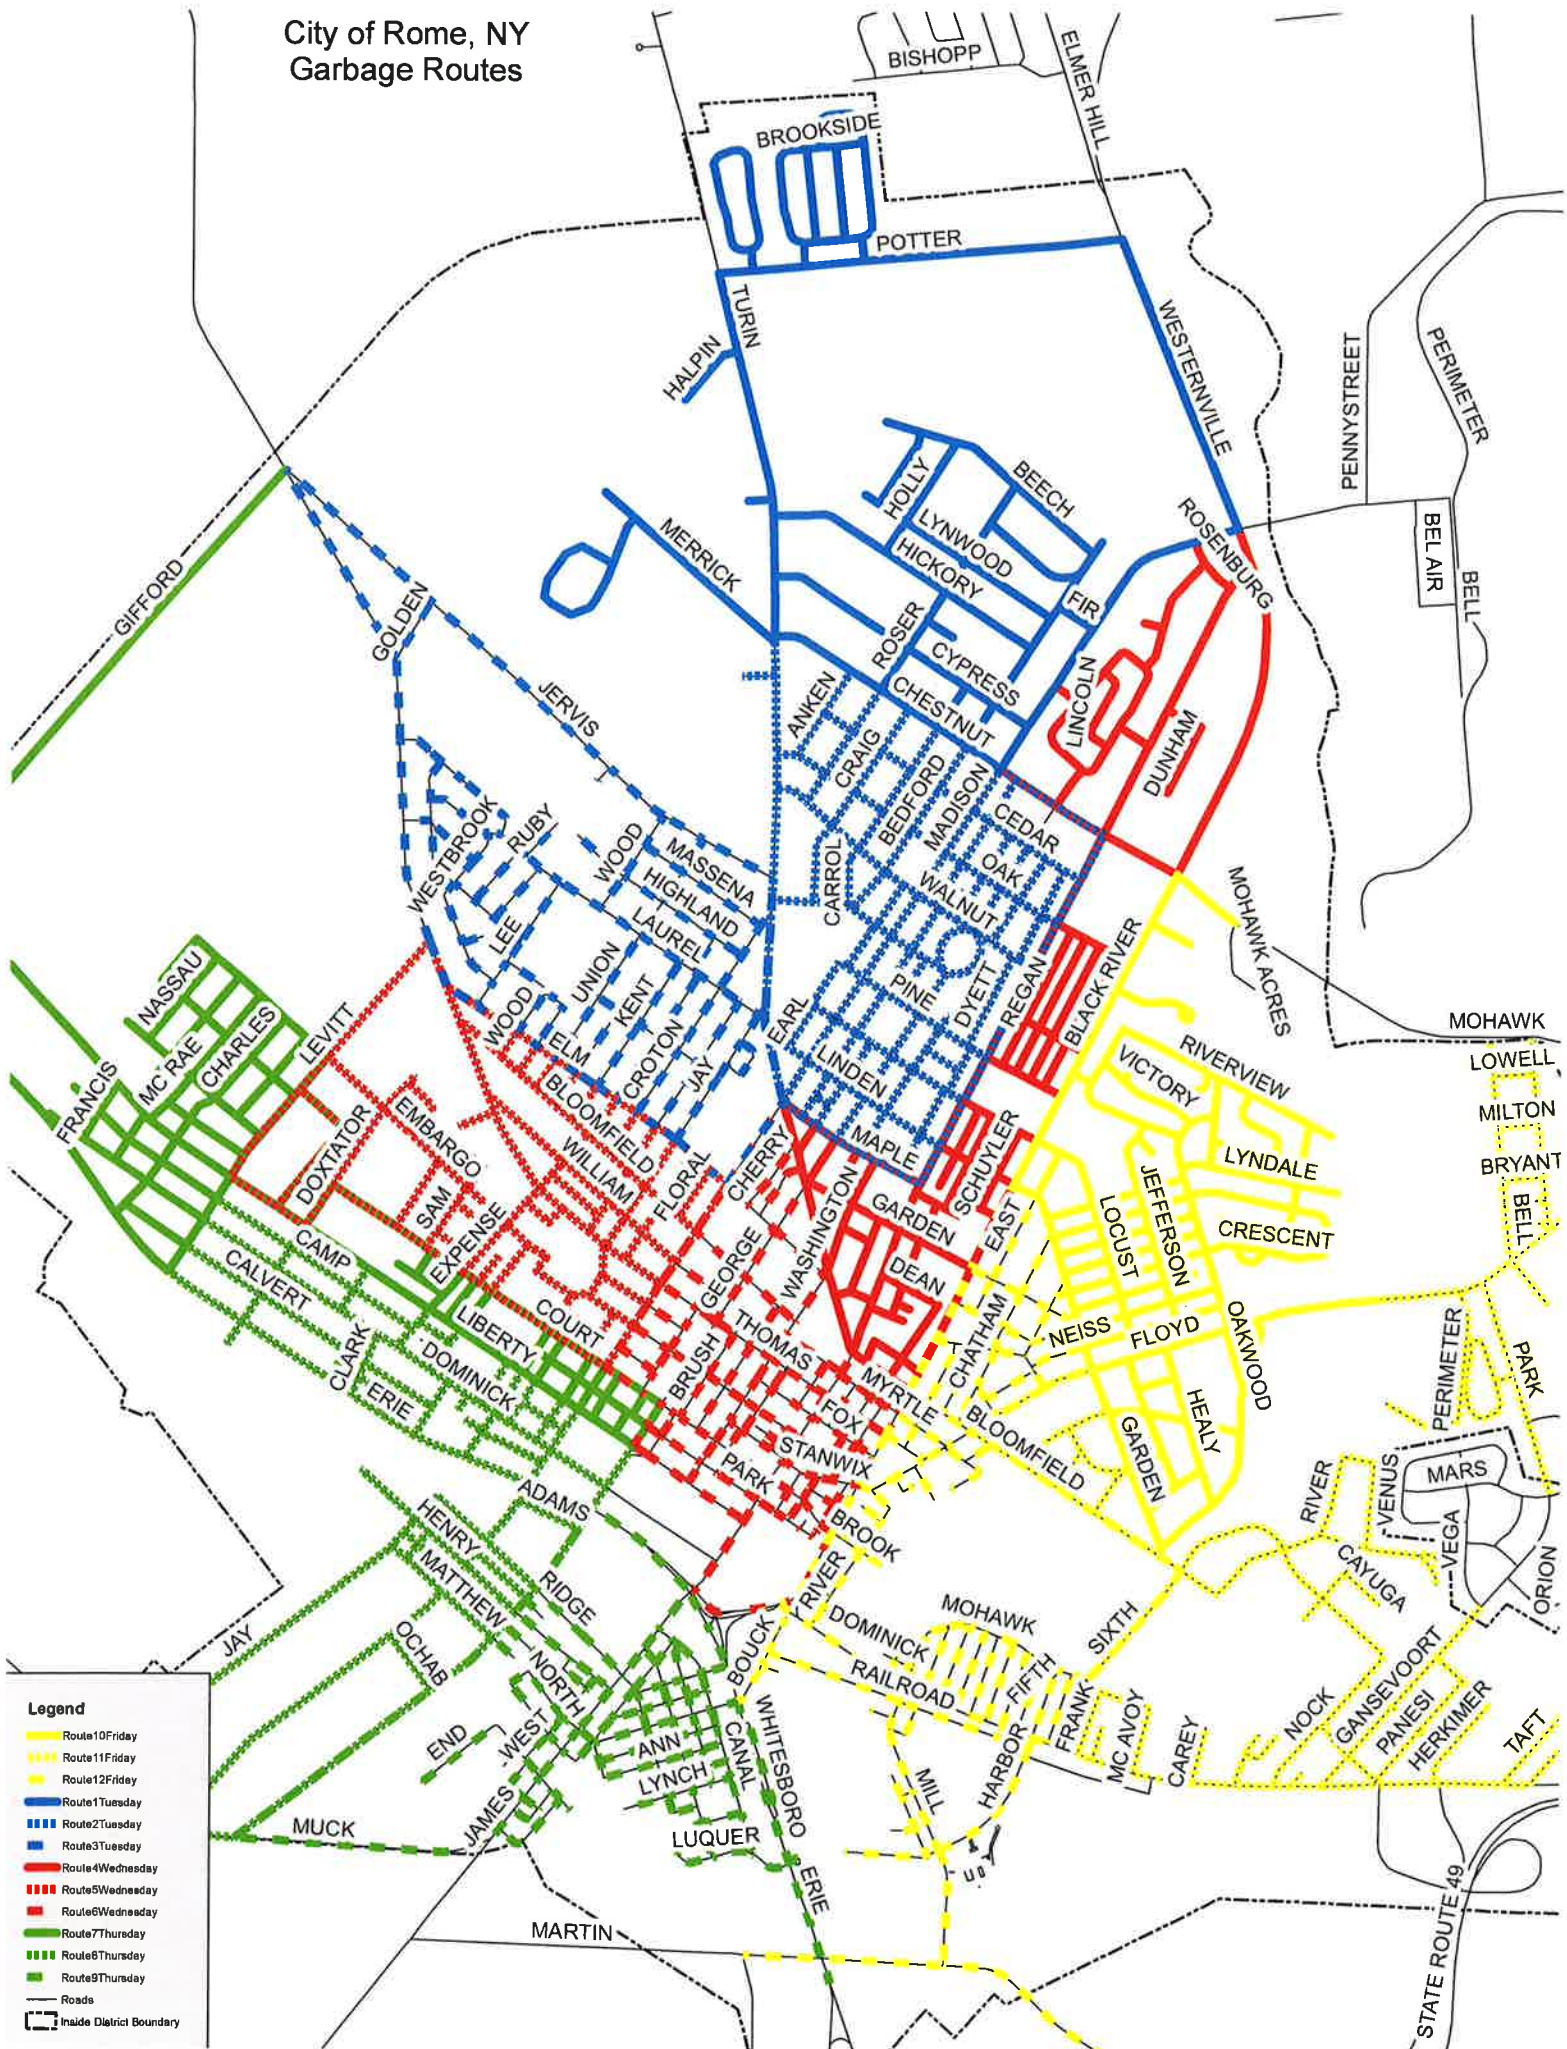 City of Rome, NY
Garbage Routes
BISHOPP
ELMER HILL
BROOKSIDE
POTTER
TURIN
HALPIN
WESTERNVILLE
PENNYSTREET
PERIMETER
BEL AIR
BELL
GIFFORD
GOLDEN
MERRICK
HOLLY
BEECH
LYNWOOD
HICKORY
ROSENBURG
FIR
ROSER
CYPRESS
JERVIS
ANKEN
CHESTNUT
LINCOLN
DUNHAM
CRAIG
BEDFORD
MADISON
CEDAR
WESTBROOK
RUBY
WOOD
MASSENA
HIGHLAND
OAK
CARROL
WALNUT
LEE
LAUREL
MOHAWK ACRES
BLACK RIVER
UNION
KENT
PINE
DYETT
REGAN
NASSAU
CHARLES
LEVITT
MC RAE
WOOD
ELM
CROTON
JAY
EARL
LINDEN
MOHAWK
LOWELL
VICTORY
RIVERVIEW
FRANCIS
EMBARGO
BLOOMFIELD
MILTON
DOXTATOR
WILLIAM
FLORAL
CHERRY
MAPLE
SCHUYLER
BRYANT
LYNDALE
JEFFERSON
SAM
WASHINGTON
GARDEN
EAST
LOCUST
CRESCENT
BELL
CAMP
EXPENSE
GEORGE
DEAN
CALVERT
COURT
LIBERTY
CHATHAM
NEISS
FLOYD
OAKWOOD
THOMAS
CLARK
DOMINICK
BRUSH
MYRTLE
PERIMETER
PARK
ERIE
FOX
BLOOMFIELD
HEALY
GARDEN
STANWIX
PARK
ADAMS
RIVER
VENUS
MARS
HENRY
BROOK
VEGA
MATTHEW
RIDGE
RIVER
CAYUGA
ORION
JAY
OCHAB
DOMINICK
MOHAWK
SIXTH
NORTH
BOUCK
RAILROAD
FIFTH
GANSEVOORT
END
WEST
WHITESBORO
FRANK
MC AVOY
NOCK
PANESI
HERKIMER
TAFT
ANN
CANAL
LYNCH
HARBOR
CAREY
MILL
MUCK
JAMES
LUQUER
ERIE
MARTIN
STATE ROUTE 49
Legend
Route10Friday
Route11Friday
Route12Friday
Route1Tuesday
Route2Tuesday
Route3Tuesday
Route4Wednesday
Route5Wednesday
Route6Wednesday
Route7Thursday
Route8Thursday
Route9Thursday
Roads
Inside District Boundary